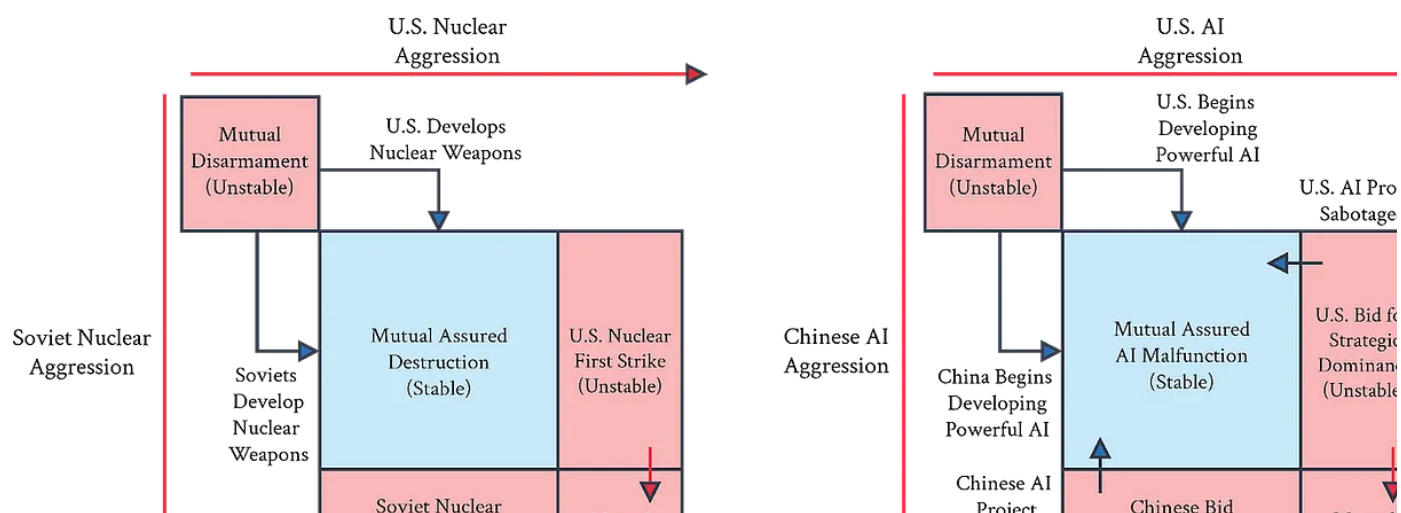 U.S. Nuclear
Aggression
Mutual
Disarmament
(Unstable)
U.S. Develops
Nuclear Weapons
Soviet Nuclear
Aggression
Soviets
Develop
Nuclear
Weapons
Mutual Assured
Destruction
(Stable)
U.S. Nuclear
First Strike
(Unstable)
Soviet Nuclear
U.S. AI
Aggression
Mutual
Disarmament
(Unstable)
U.S. Begins
Developing
Powerful AI
U.S. AI
Chinese AI
Aggression
China Begins
Developing
Powerful AI
Mutual Assured
AI Malfunction
(Stable)
U.S. Bid
Chinese AI
Project
Chinese Bid